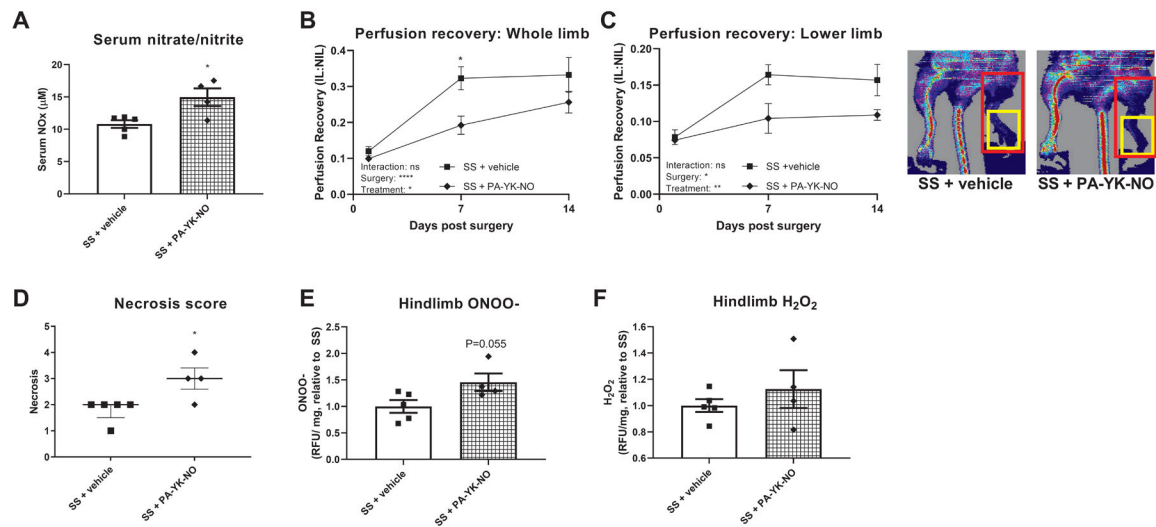 A
Serum nitrate/nitrite
Serum NOx (μM)
20
15
10
5
0
*
SS + vehicle
SS + PA-YK-NO
B
Perfusion recovery: Whole limb
Perfusion Recovery (IL:NIL)
0.4
0.3
0.2
0.1
0.0
*
Interaction: ns
Surgery: ****
Treatment: *
SS + vehicle
SS + PA-YK-NO
0
7
14
Days post surgery
C
Perfusion recovery: Lower limb
Perfusion Recovery (IL:NIL)
0.20
0.15
0.10
0.05
0.00
Interaction: ns
Surgery: *
Treatment: **
SS +vehicle
SS + PA-YK-NO
0
7
14
Days post surgery
SS + vehicle
SS + PA-YK-NO
D
Necrosis score
Necrosis
5
4
3
2
1
*
SS + vehicle
SS + PA-YK-NO
E
Hindlimb ONOO-
ONOO-
(RFU/ mg, relative to SS)
2.5
2.0
1.5
1.0
0.5
0.0
P=0.055
SS + vehicle
SS + PA-YK-NO
F
Hindlimb H₂O₂
H₂O₂
(RFU/mg, relative to SS)
1.6
1.4
1.2
1.0
0.8
0.6
SS + vehicle
SS + PA-YK-NO